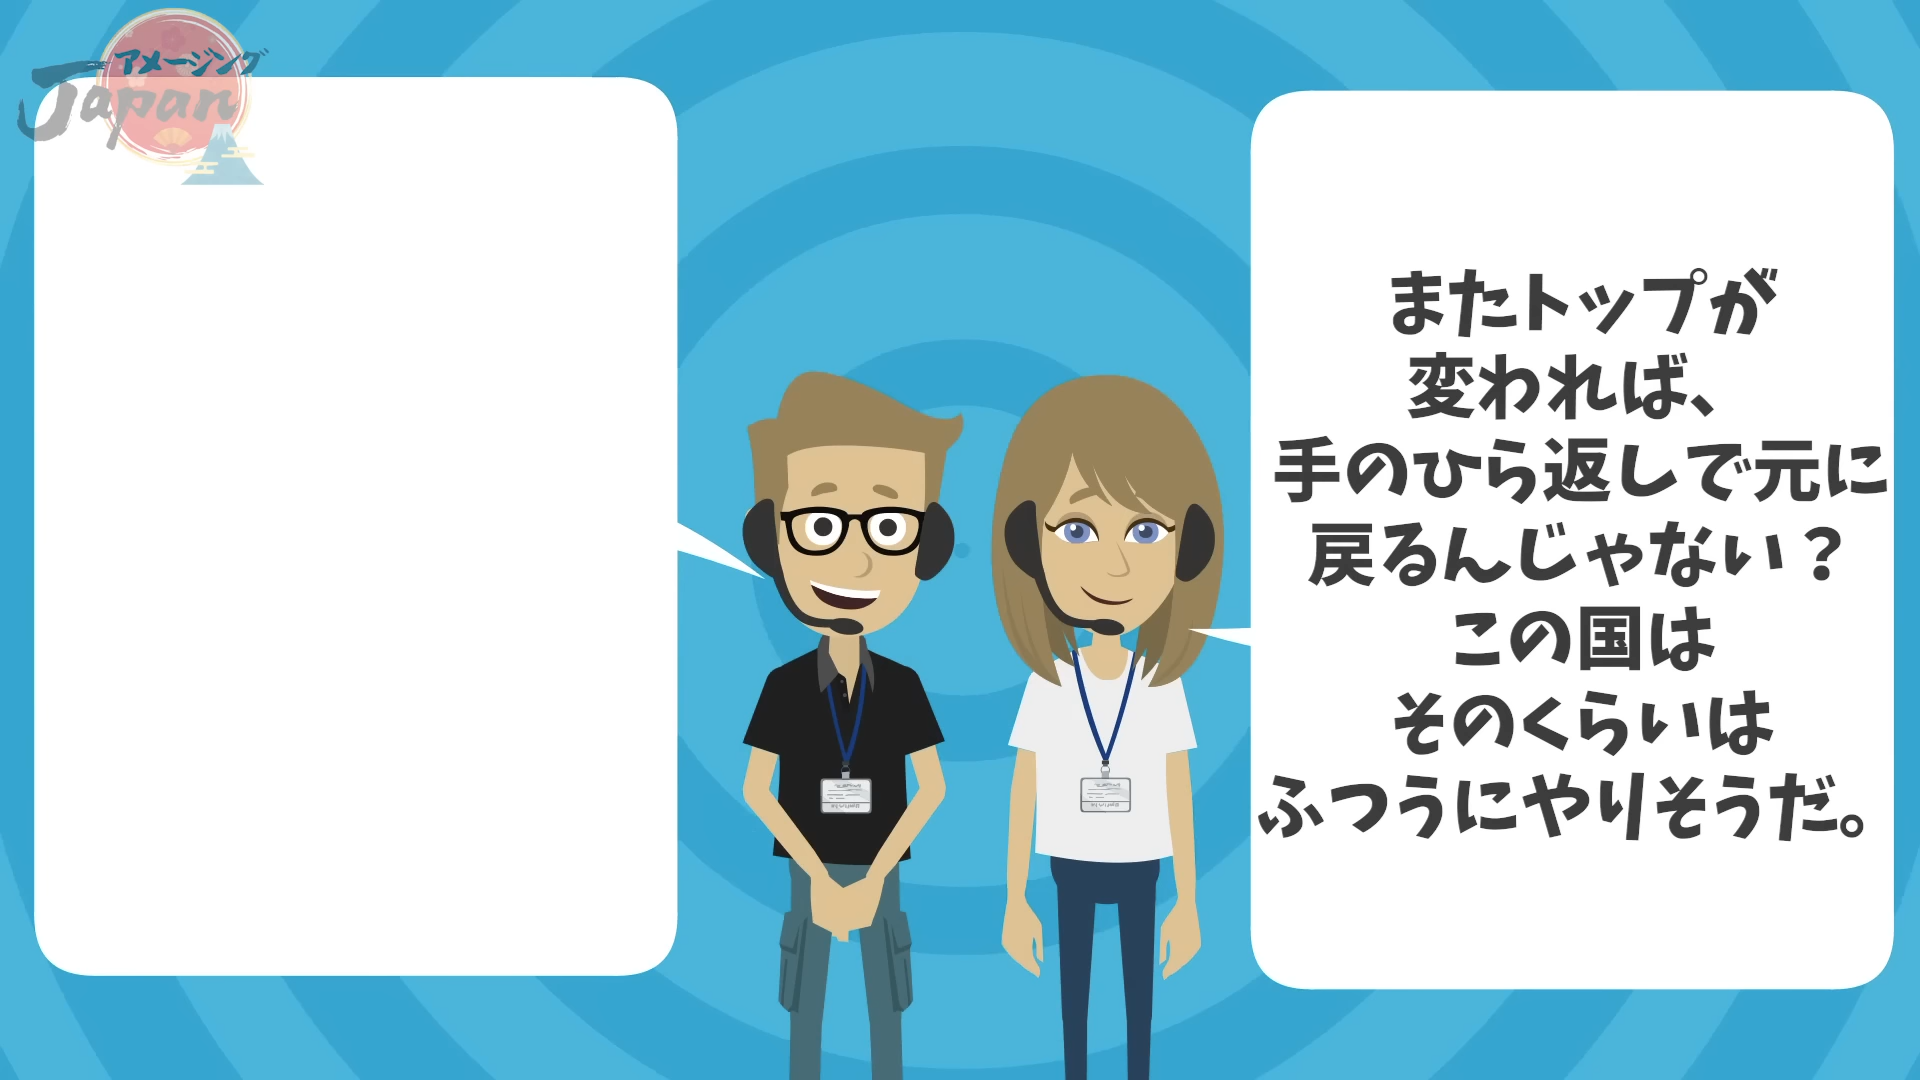 アメージング
Japan
またトップが
変われば、
手のひら返しで元に
戻るんじゃない？
この国は
そのくらいは
ふつうにやりそうだ。